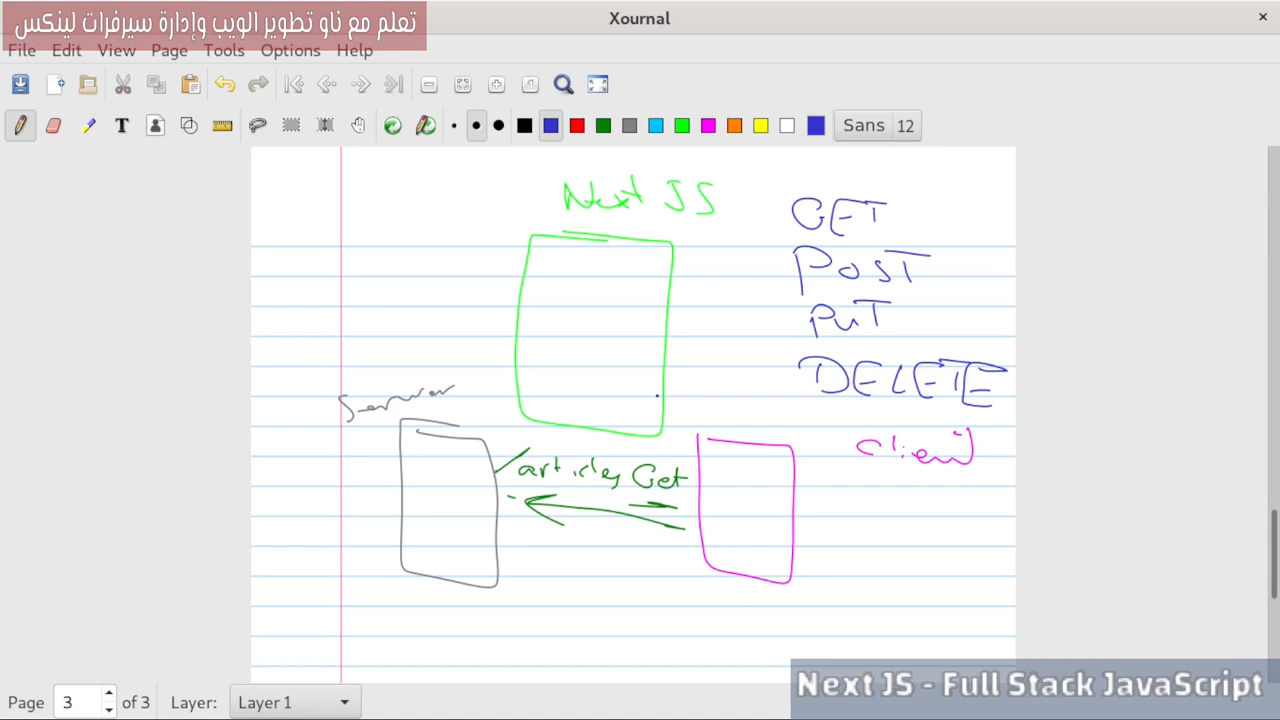 تعلم مع ناو تطوير الويب وإدارة سيرفرات لينكس
Xournal
File Edit View Page Tools Options Help
Sans 12
Next JS
GET
POST
PUT
DELETE
Server
Client
/articles Get
Page 3 of 3 Layer: Layer 1
Next JS - Full Stack JavaScript